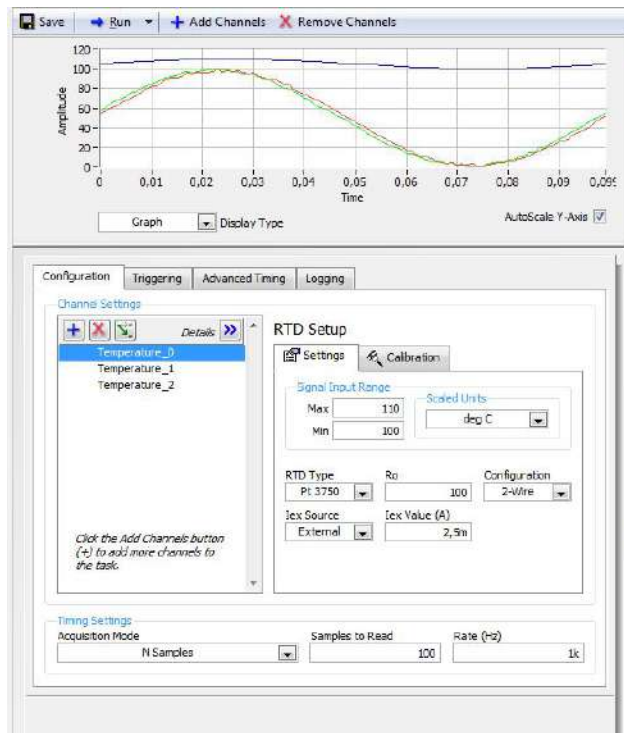 Save Run Add Channels Remove Channels
120
100
80
60
40
20
0
Amplitude
0 0,01 0,02 0,03 0,04 0,05 0,06 0,07 0,08 0,09 0,099
Time
Graph Display Type AutoScale Y-Axis
Configuration Triggering Advanced Timing Logging
Channel Settings
Details
Temperature_0
Temperature_1
Temperature_2
Click the Add Channels button
(+) to add more channels to
the task.
RTD Setup
Settings Calibration
Signal Input Range
Max 110
Min 100
Scaled Units
deg C
RTD Type Ro Configuration
Pt 3750 100 2-Wire
Iex Source Iex Value (A)
External 2,5m
Timing Settings
Acquisition Mode Samples to Read Rate (Hz)
N Samples 100 1k